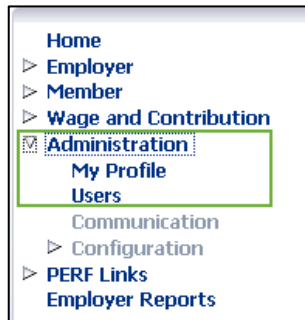 Home
Employer
Member
Wage and Contribution
Administration
My Profile
Users
Communication
Configuration
PERF Links
Employer Reports